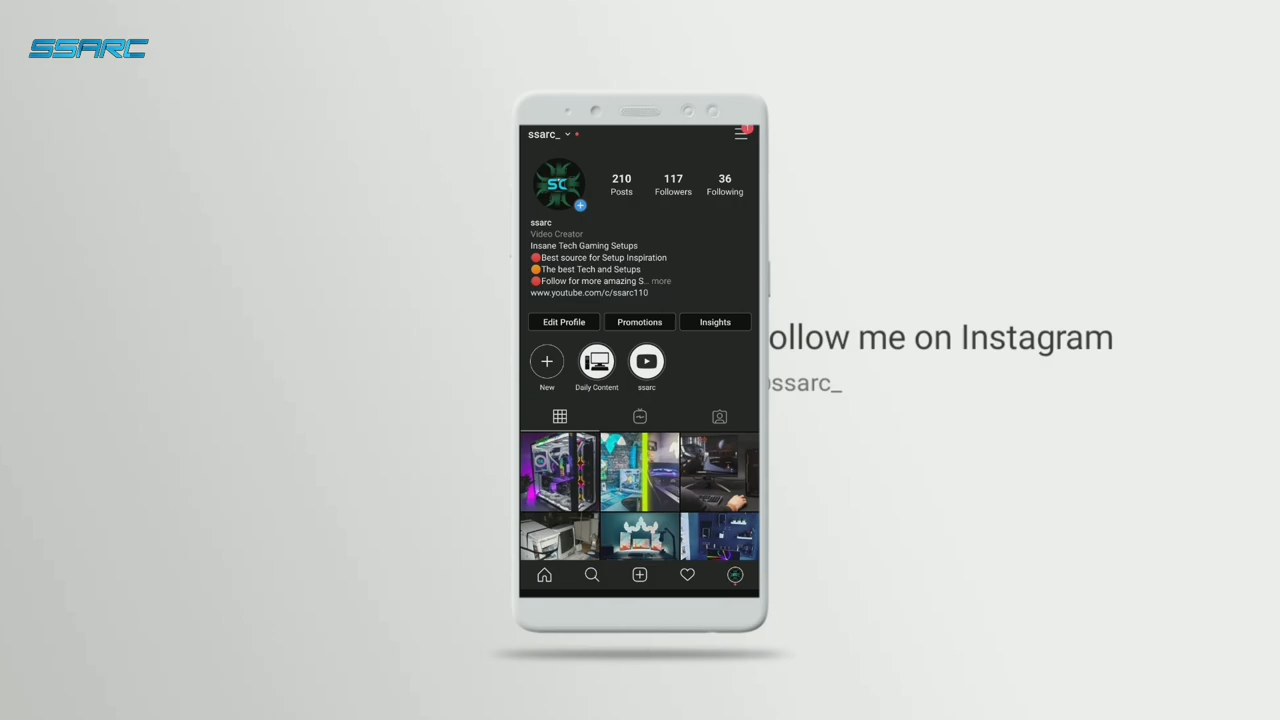 SSARC
ssarc_
1
210 117 36
Posts Followers Following
SC
ssarc
Video Creator
Insane Tech Gaming Setups
Best source for Setup Inspiration
The best Tech and Setups
Follow for more amazing S... more
www.youtube.com/c/ssarc110
Edit Profile Promotions Insights
ollow me on Instagram
ssarc_
New Daily Content ssarc